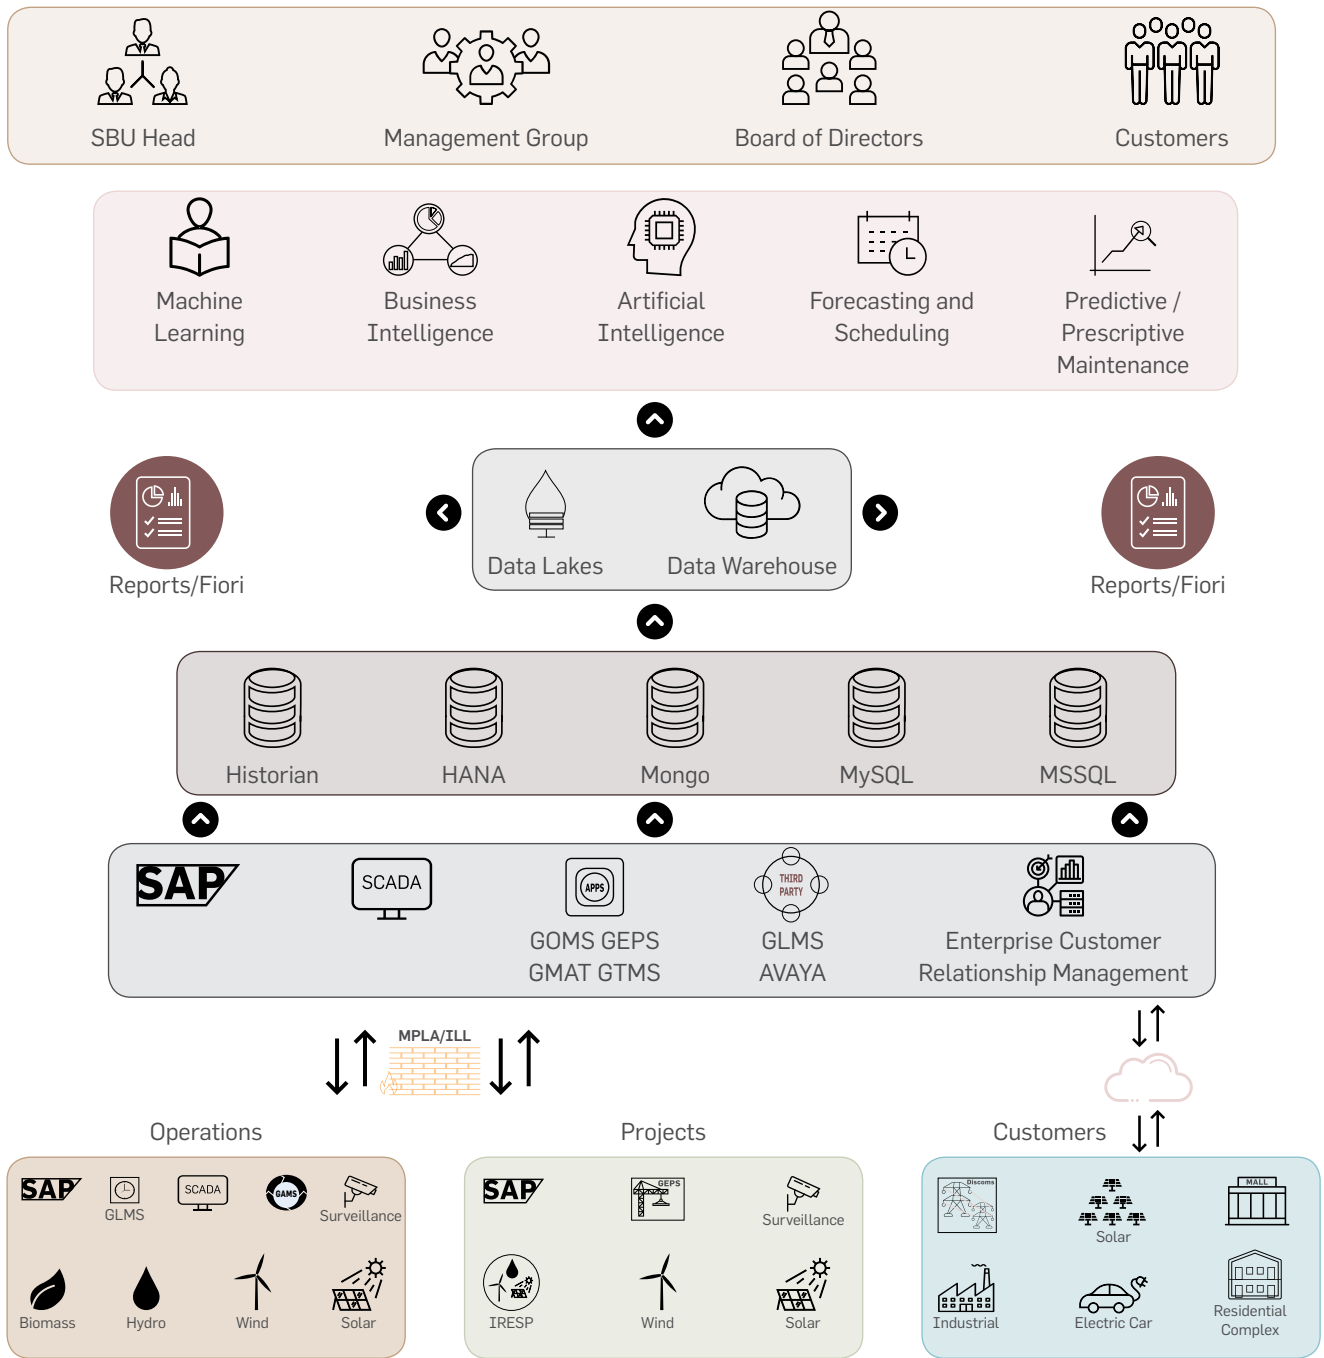 SBU Head
Management Group
Board of Directors
Customers
Machine
Learning
Business
Intelligence
Artificial
Intelligence
Forecasting and
Scheduling
Predictive /
Prescriptive
Maintenance
Reports/Fiori
Data Lakes
Data Warehouse
Reports/Fiori
Historian
HANA
Mongo
MySQL
MSSQL
SAP
SCADA
APPS
GOMS GEPS
GMAT GTMS
THIRD
PARTY
GLMS
AVAYA
Enterprise Customer
Relationship Management
MPLA/ILL
Operations
Projects
Customers
SAP
GLMS
SCADA
GAMS
Surveillance
Biomass
Hydro
Wind
Solar
SAP
GEPS
Surveillance
IRESP
Wind
Solar
Discoms
Solar
MALL
Industrial
Electric Car
Residential
Complex